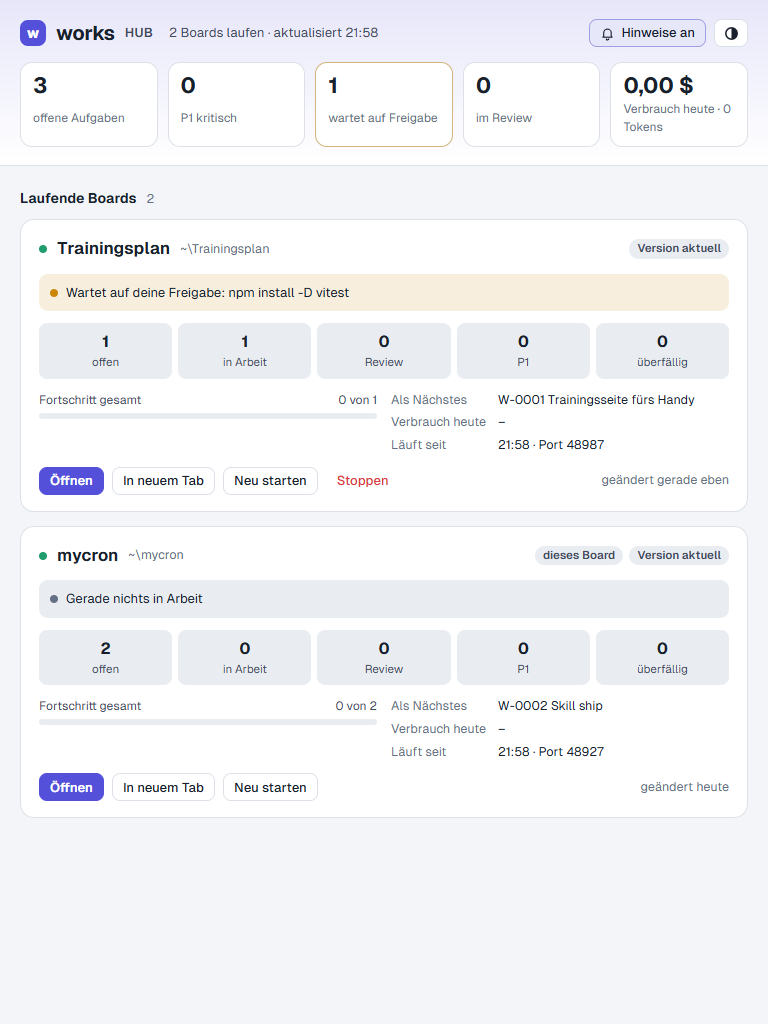 w works HUB 2 Boards laufen · aktualisiert 21:58 Hinweise an
3 0 1 0 0,00 $
offene Aufgaben P1 kritisch wartet auf Freigabe im Review Verbrauch heute · 0
Tokens
Laufende Boards 2
Trainingsplan ~\Trainingsplan Version aktuell
Wartet auf deine Freigabe: npm install -D vitest
1 1 0 0 0
offen in Arbeit Review P1 überfällig
Fortschritt gesamt 0 von 1 Als Nächstes W-0001 Trainingsseite fürs Handy
Verbrauch heute –
Läuft seit 21:58 · Port 48987
Öffnen In neuem Tab Neu starten Stoppen geändert gerade eben
mycron ~\mycron dieses Board Version aktuell
Gerade nichts in Arbeit
2 0 0 0 0
offen in Arbeit Review P1 überfällig
Fortschritt gesamt 0 von 2 Als Nächstes W-0002 Skill ship
Verbrauch heute –
Läuft seit 21:58 · Port 48927
Öffnen In neuem Tab Neu starten geändert heute